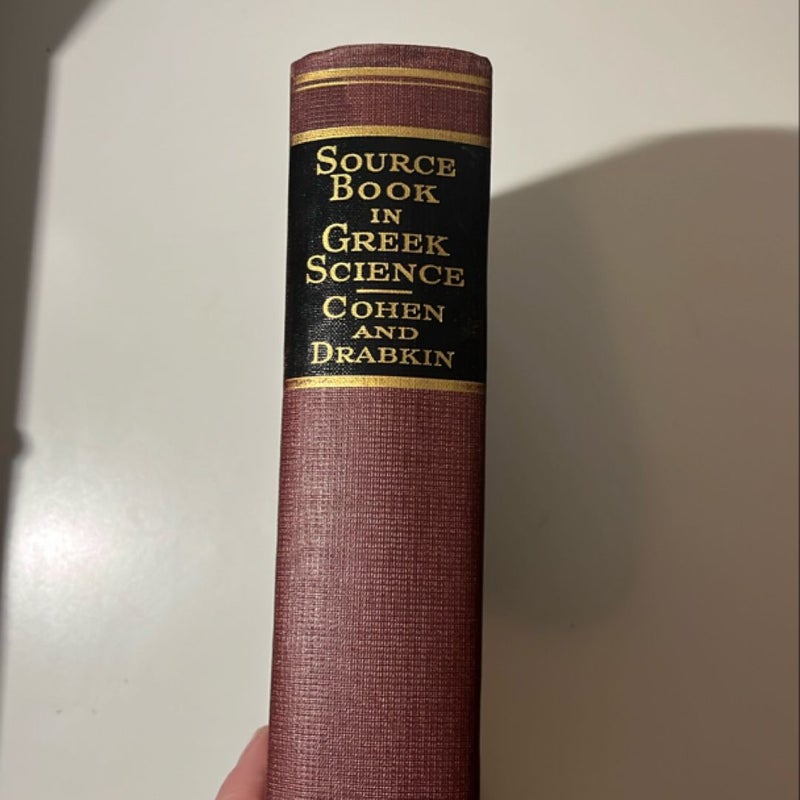 SOURCE
BOOK
IN
GREEK
SCIENCE
COHEN
AND
DRABKIN